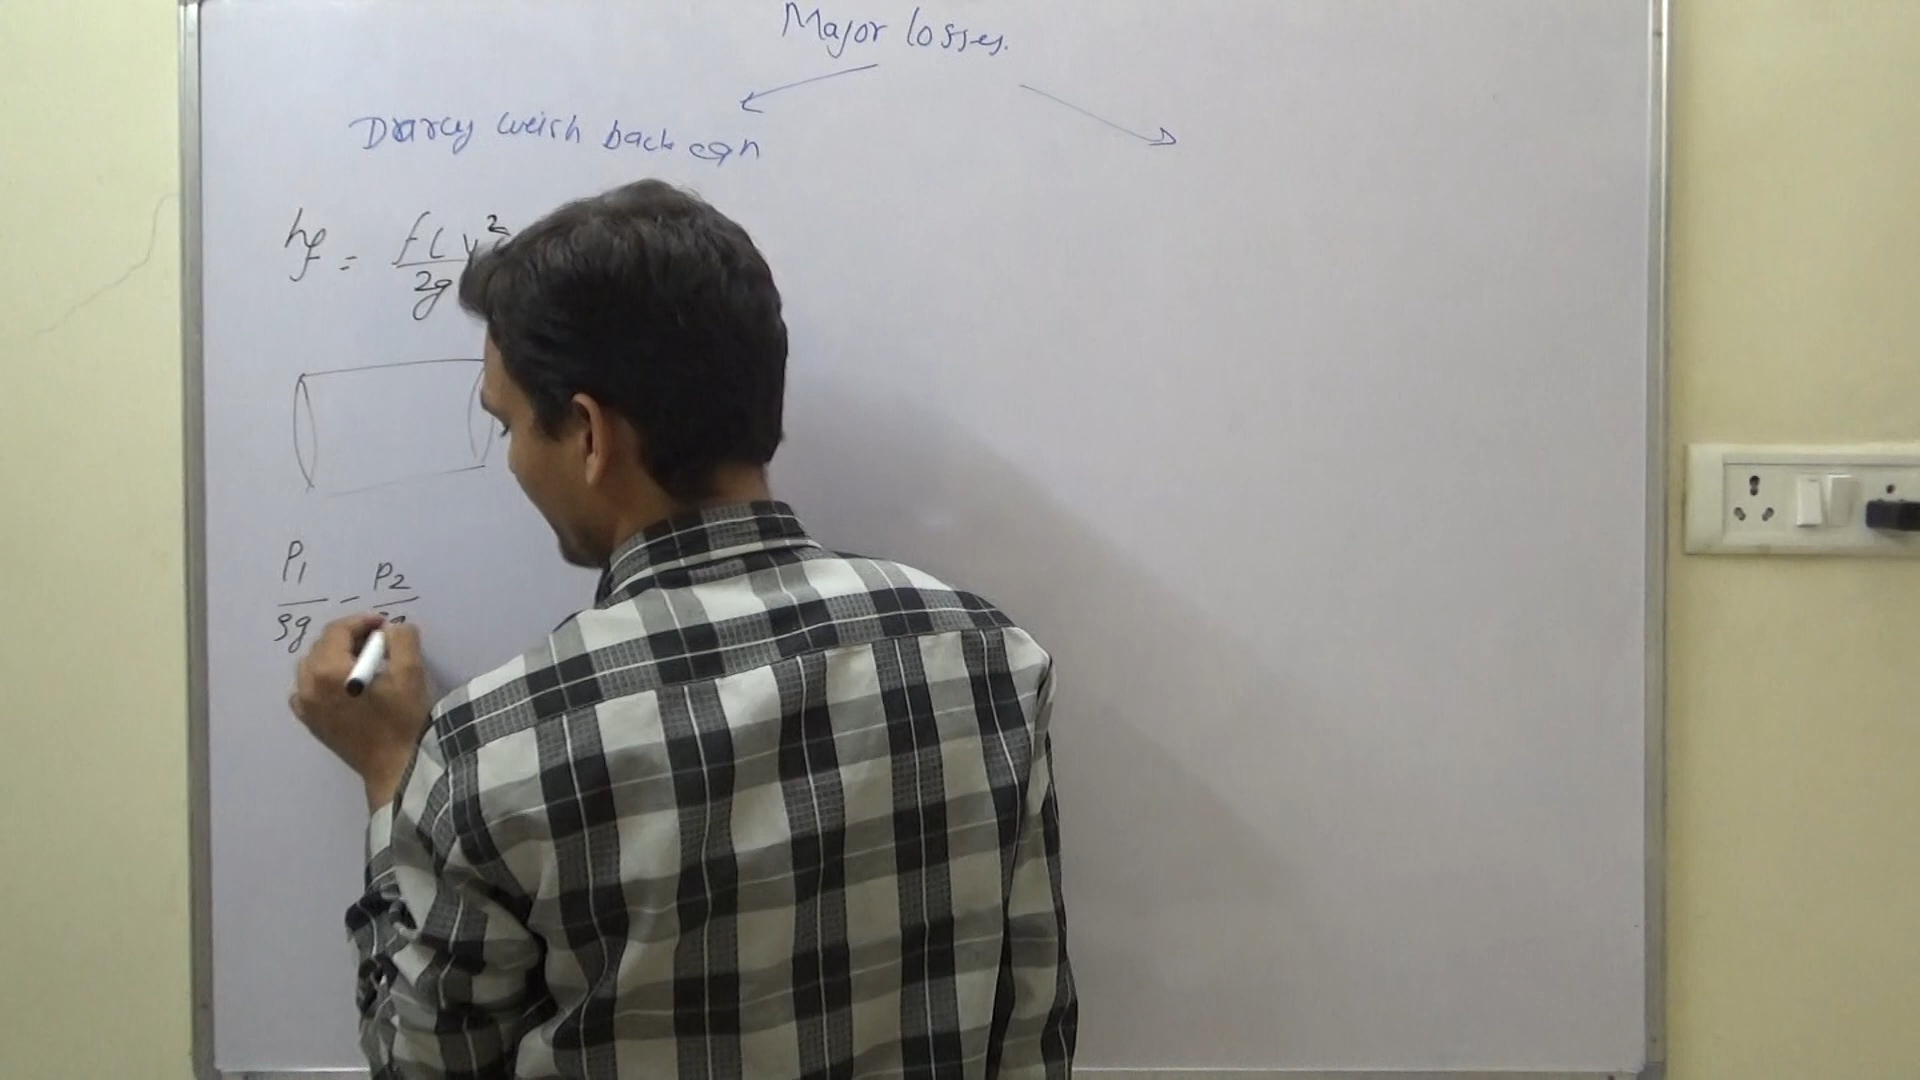 Major losses.
Darcy weish back eqn
hf = fLV²
2g
P1 - P2
ρg